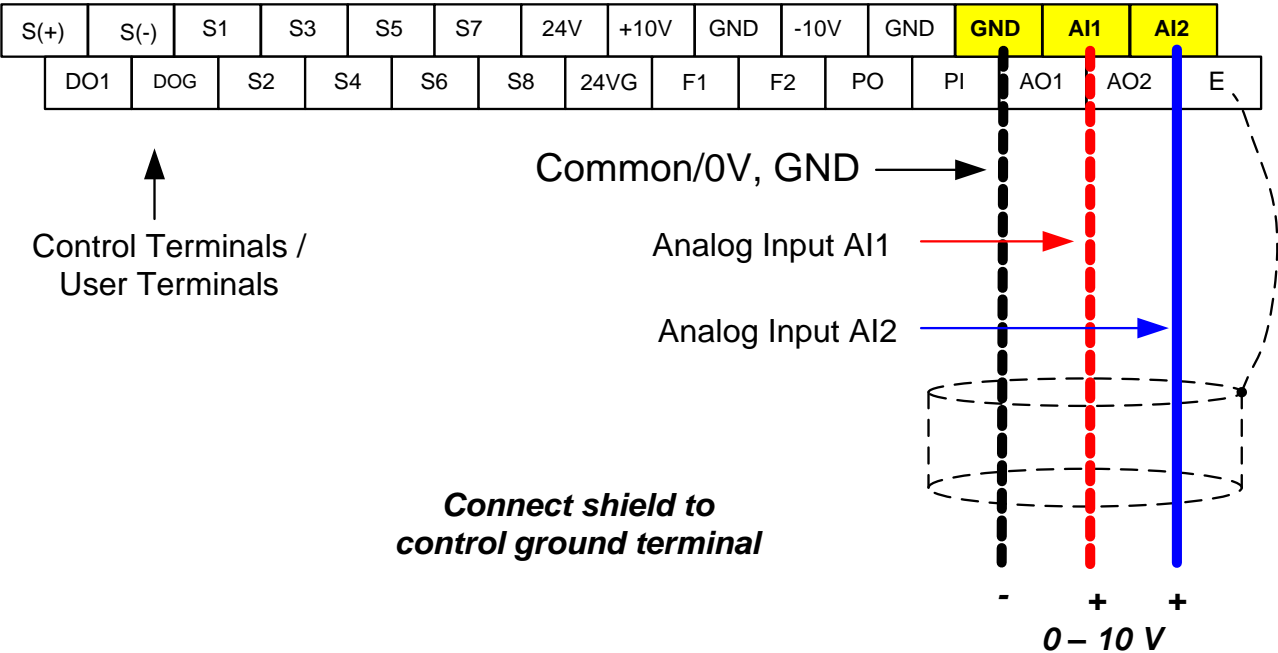 S(+) S(-) S1 S3 S5 S7 24V +10V GND -10V GND GND AI1 AI2
DO1 DOG S2 S4 S6 S8 24VG F1 F2 PO PI AO1 AO2 E
Common/0V, GND
Control Terminals /
User Terminals
Analog Input AI1
Analog Input AI2
Connect shield to
control ground terminal
- + +
0 – 10 V